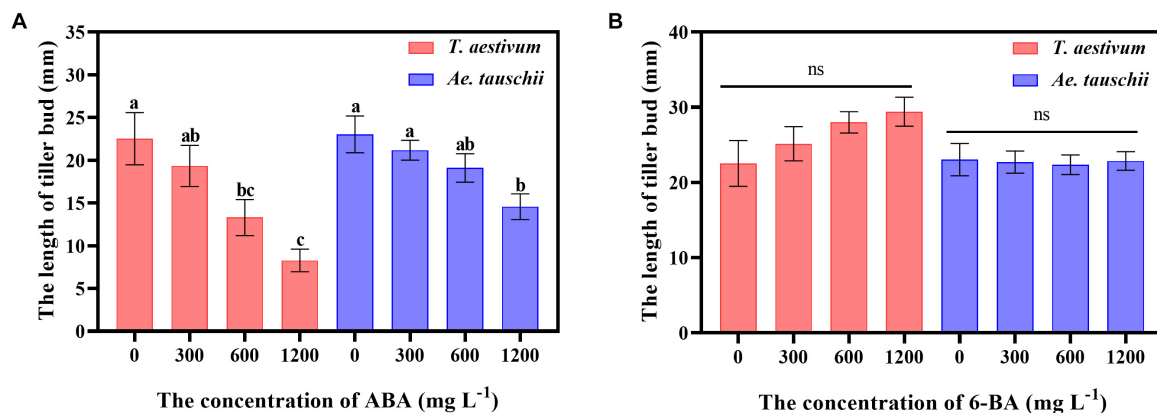 A
The length of tiller bud (mm)
35
30
25
20
15
10
5
0
T. aestivum
Ae. tauschii
a
ab
bc
c
a
a
ab
b
0 300 600 1200 0 300 600 1200
The concentration of ABA (mg L⁻¹)
B
The length of tiller bud (mm)
40
30
20
10
0
T. aestivum
Ae. tauschii
ns
ns
0 300 600 1200 0 300 600 1200
The concentration of 6-BA (mg L⁻¹)